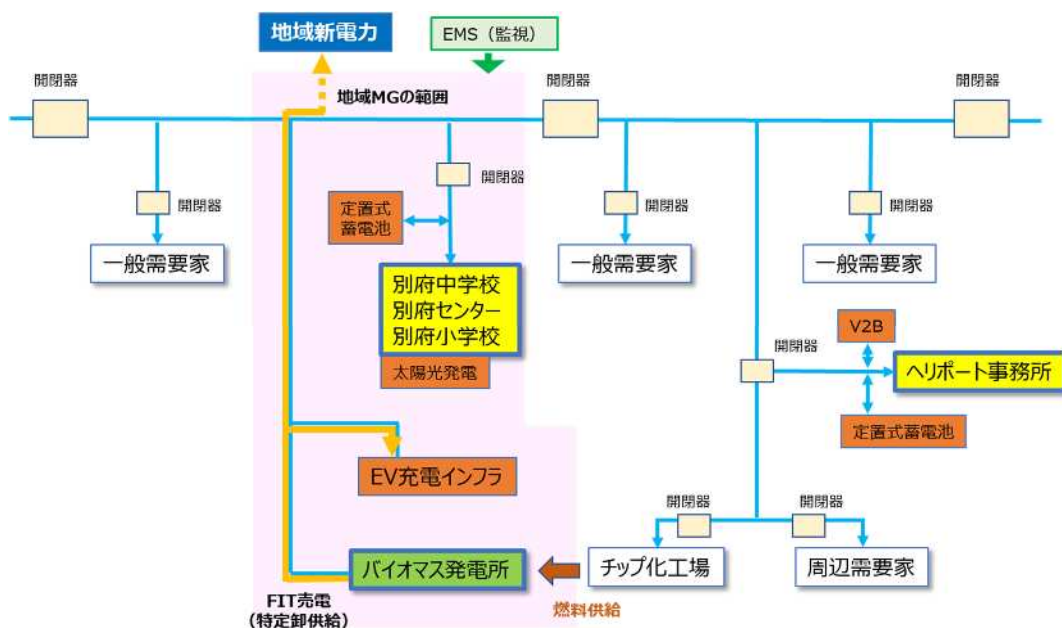 地域新電力
EMS（監視）
開閉器
地域MGの範囲
開閉器
開閉器
開閉器
開閉器
開閉器
開閉器
定置式
蓄電池
一般需要家
一般需要家
一般需要家
別府中学校
別府センター
別府小学校
太陽光発電
V2B
開閉器
ヘリポート事務所
定置式蓄電池
EV充電インフラ
開閉器
開閉器
バイオマス発電所
チップ化工場
周辺需要家
FIT売電
（特定卸供給）
燃料供給